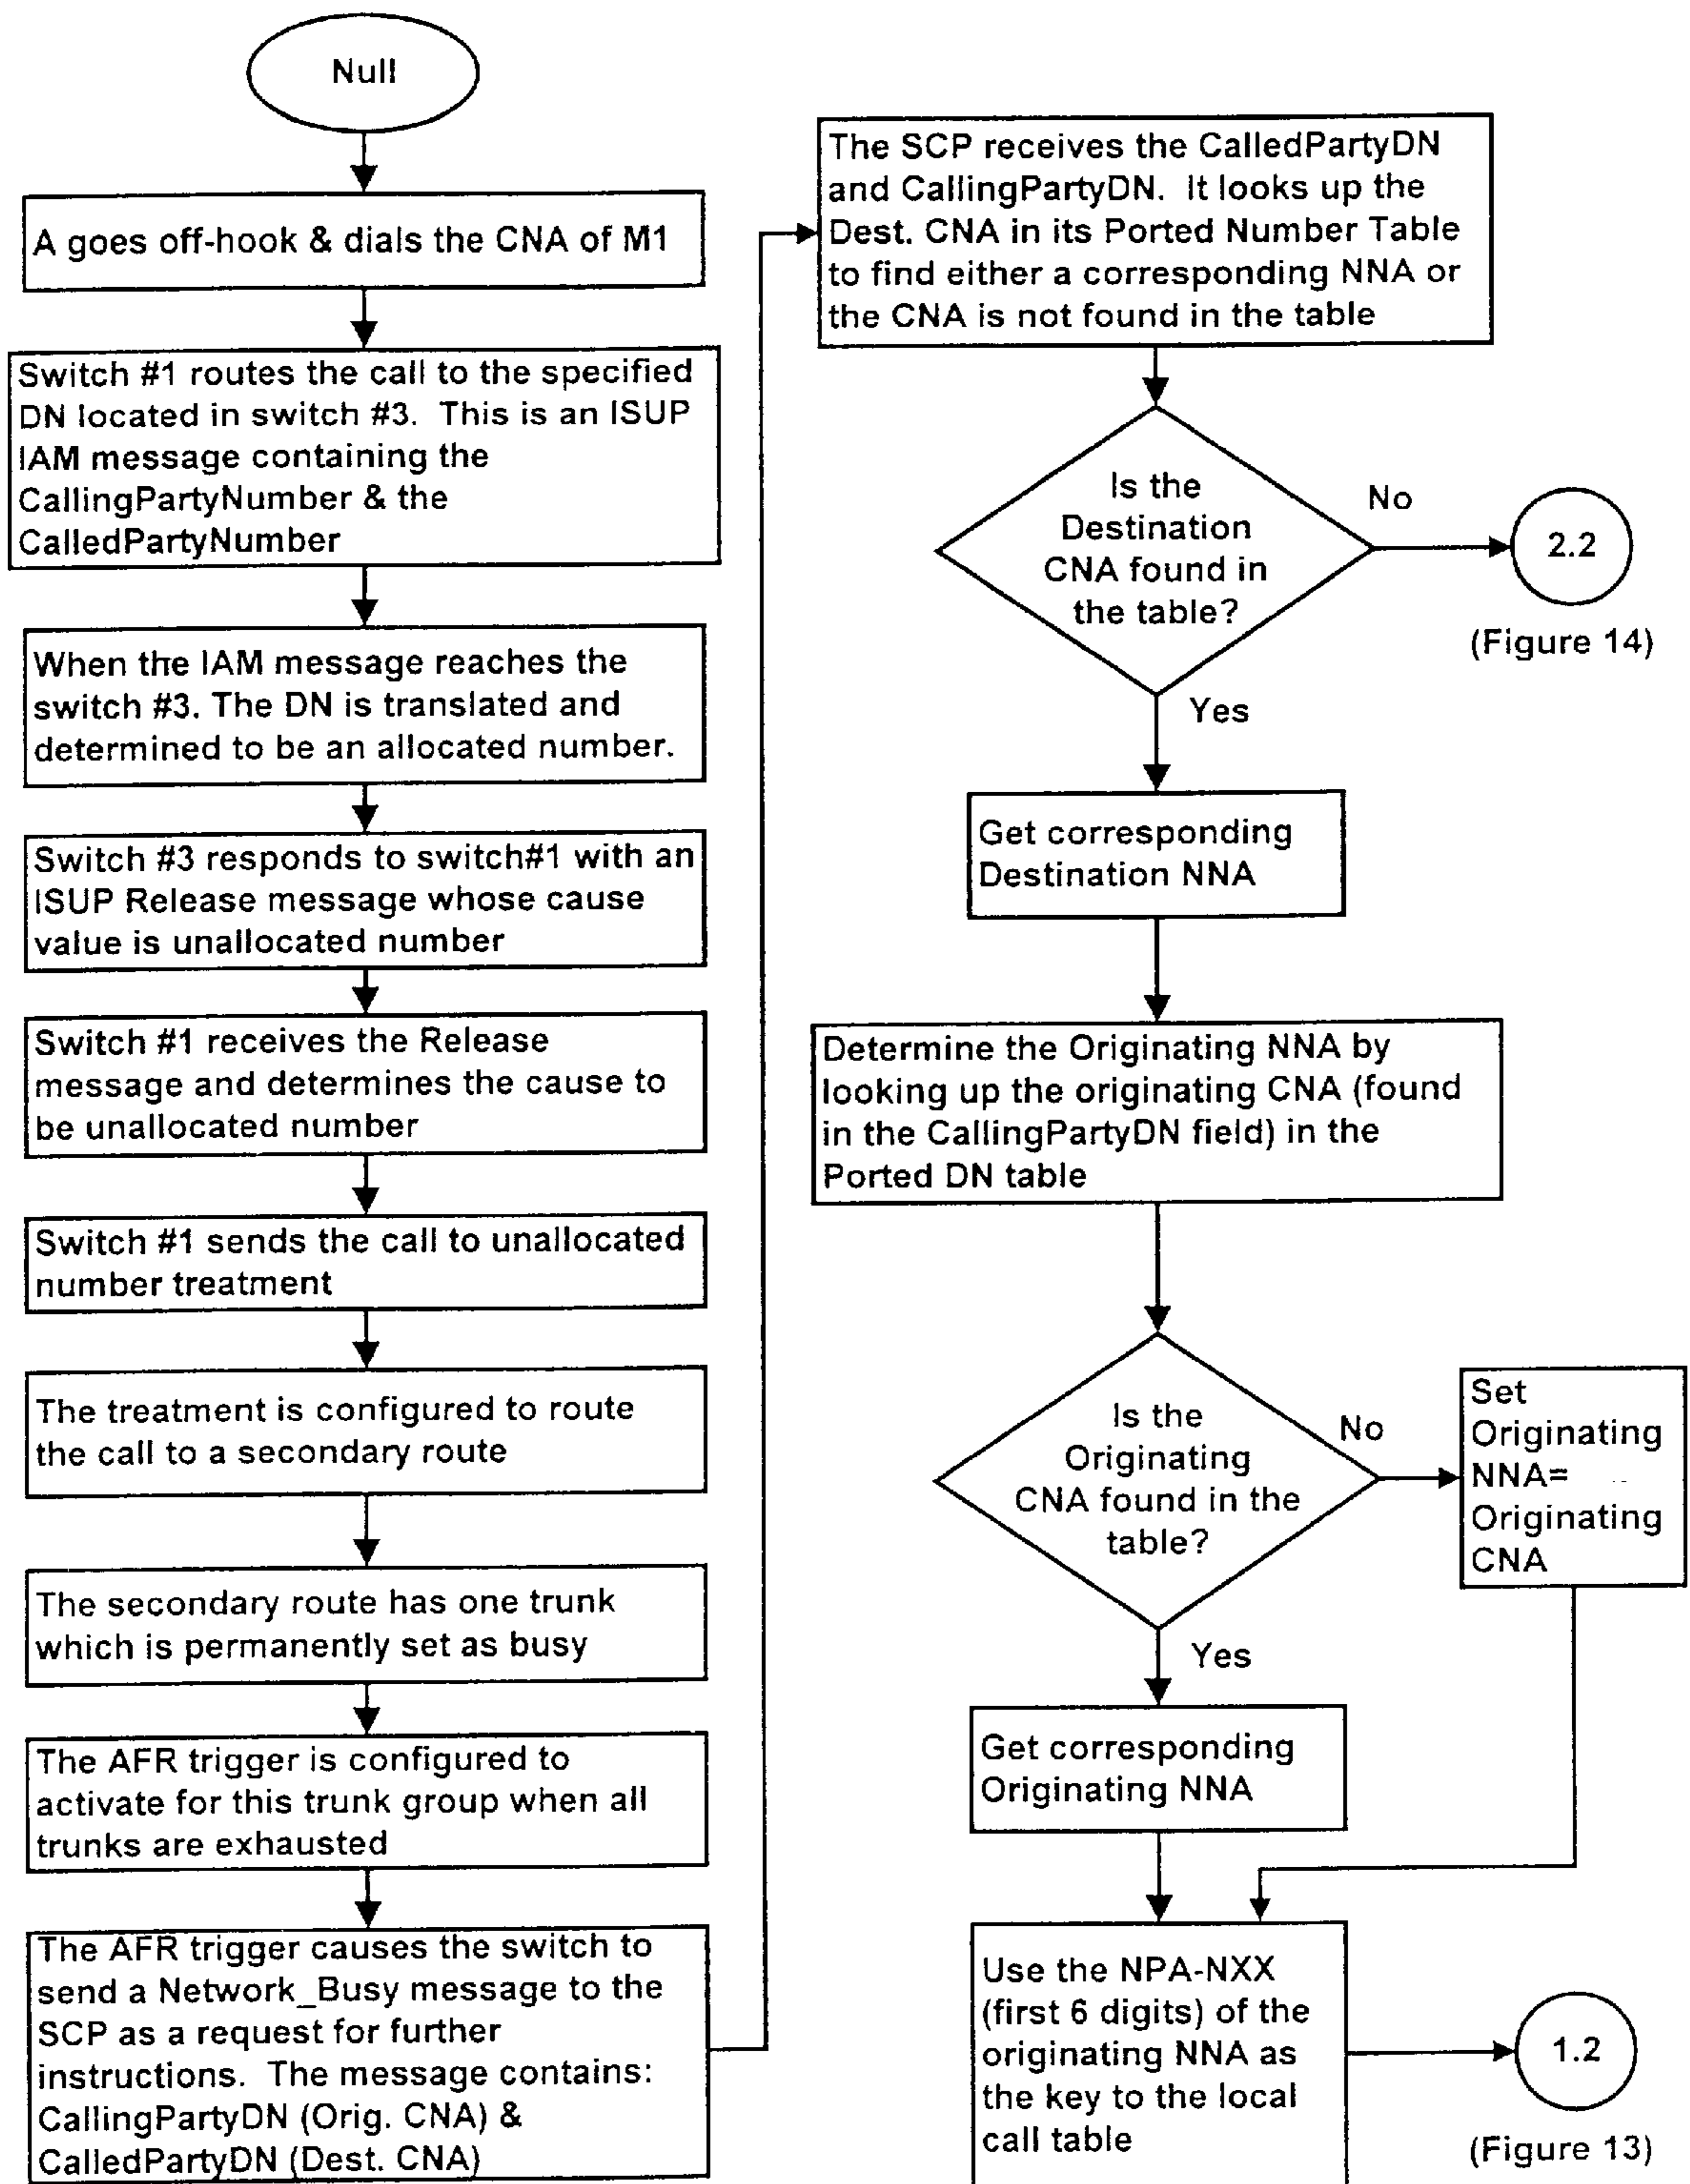 Null
A goes off-hook & dials the CNA of M1
Switch #1 routes the call to the specified
DN located in switch #3.  This is an ISUP
IAM message containing the
CallingPartyNumber & the
CalledPartyNumber
When the IAM message reaches the
switch #3. The DN is translated and
determined to be an allocated number.
Switch #3 responds to switch#1 with an
ISUP Release message whose cause
value is unallocated number
Switch #1 receives the Release
message and determines the cause to
be unallocated number
Switch #1 sends the call to unallocated
number treatment
The treatment is configured to route
the call to a secondary route
The secondary route has one trunk
which is permanently set as busy
The AFR trigger is configured to
activate for this trunk group when all
trunks are exhausted
The AFR trigger causes the switch to
send a Network_Busy message to the
SCP as a request for further
instructions.  The message contains:
CallingPartyDN (Orig. CNA) &
CalledPartyDN (Dest. CNA)
The SCP receives the CalledPartyDN
and CallingPartyDN.  It looks up the
Dest. CNA in its Ported Number Table
to find either a corresponding NNA or
the CNA is not found in the table
Is the
Destination
CNA found in
the table?
No
2.2
(Figure 14)
Yes
Get corresponding
Destination NNA
Determine the Originating NNA by
looking up the originating CNA (found
in the CallingPartyDN field) in the
Ported DN table
Is the
Originating
CNA found in the
table?
No
Set
Originating
NNA=
Originating
CNA
Yes
Get corresponding
Originating NNA
Use the NPA-NXX
(first 6 digits) of the
originating NNA as
the key to the local
call table
1.2
(Figure 13)